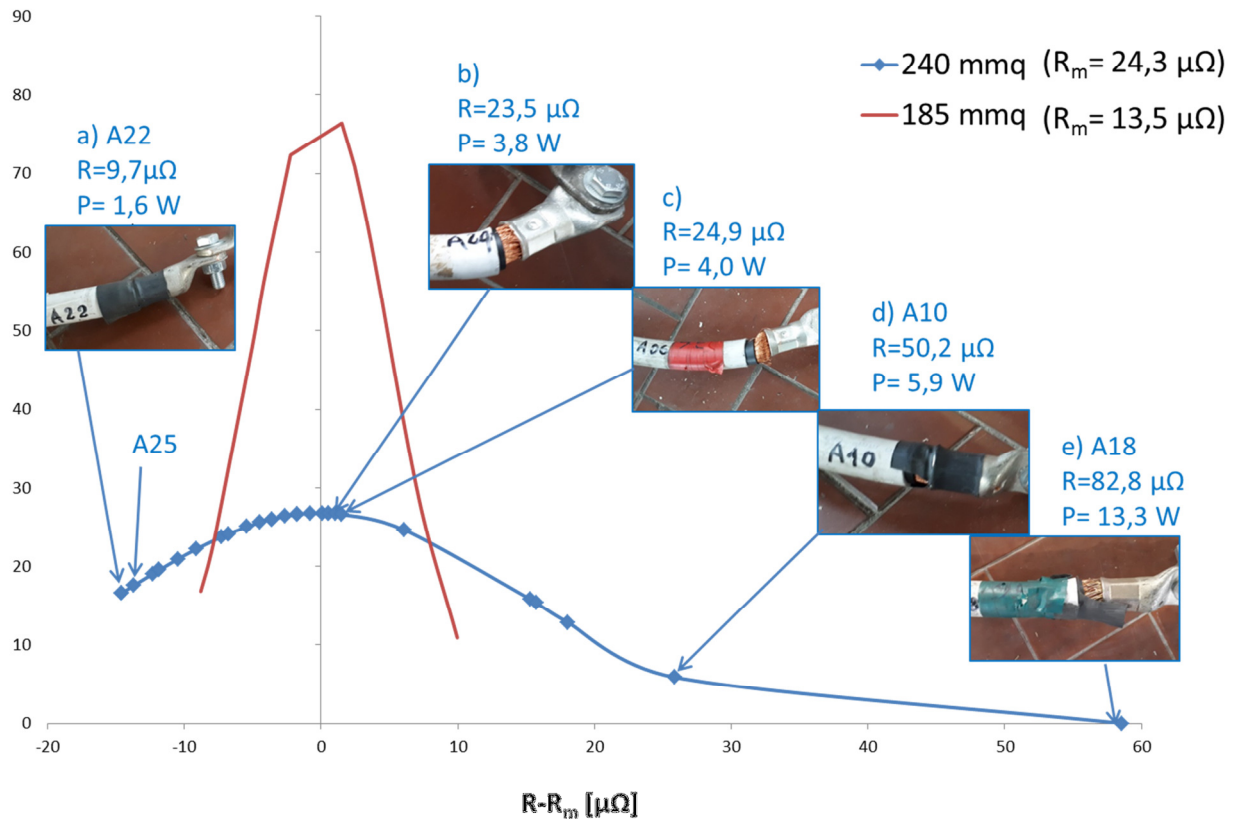 90
80
70
60
50
40
30
20
10
0
-20
-10
0
10
20
30
40
50
60
R-Rm [µΩ]
240 mmq (Rm= 24,3 µΩ)
185 mmq (Rm= 13,5 µΩ)
a) A22
R=9,7µΩ
P= 1,6 W
A22
A25
b)
R=23,5 µΩ
P= 3,8 W
c)
R=24,9 µΩ
P= 4,0 W
d) A10
R=50,2 µΩ
P= 5,9 W
A10
e) A18
R=82,8 µΩ
P= 13,3 W